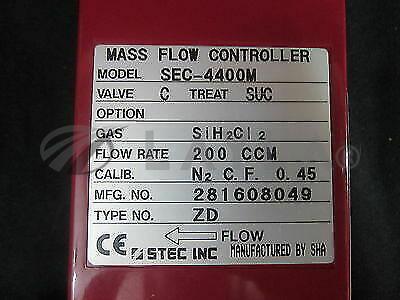 MASS FLOW CONTROLLER
MODEL SEC-4400M
VALVE C TREAT SUC
OPTION
GAS SiH₂Cl₂
FLOW RATE 200 CCM
CALIB. N₂ C.F. 0.45
MFG. NO. 281608049
TYPE NO. ZD
CE FLOW
STEC INC MANUFACTURED BY SHA